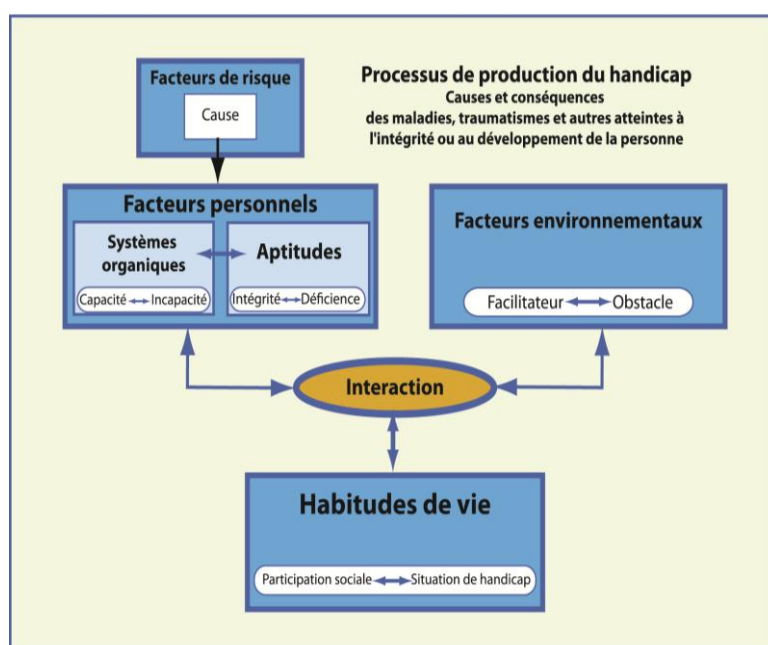 Facteurs de risque
Cause
Processus de production du handicap
Causes et conséquences
des maladies, traumatismes et autres atteintes à
l'intégrité ou au développement de la personne
Facteurs personnels
Systèmes
organiques
Capacité Incapacité
Aptitudes
Intégrité Déficience
Facteurs environnementaux
Facilitateur Obstacle
Interaction
Habitudes de vie
Participation sociale Situation de handicap